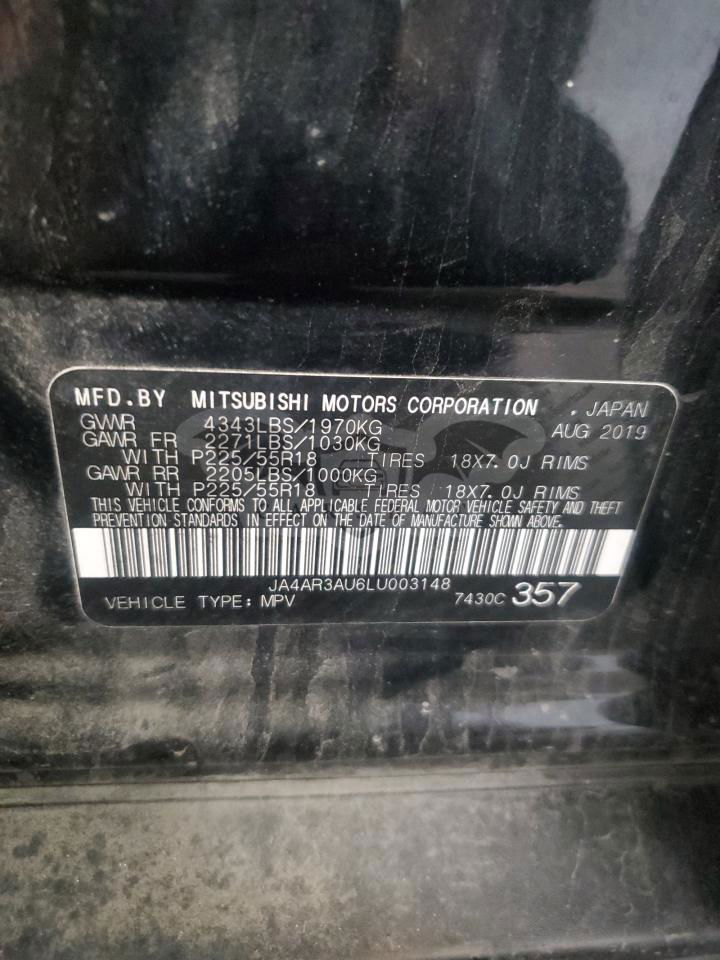 MFD.BY MITSUBISHI MOTORS CORPORATION , JAPAN
GVWR 4343LBS/1970KG AUG 2019
GAWR FR 2271LBS/1030KG
WITH P225/55R18 TIRES 18X7.0J RIMS
GAWR RR 2205LBS/1000KG
WITH P225/55R18 TIRES 18X7.0J RIMS
THIS VEHICLE CONFORMS TO ALL APPLICABLE FEDERAL MOTOR VEHICLE SAFETY AND THEFT
PREVENTION STANDARDS IN EFFECT ON THE DATE OF MANUFACTURE SHOWN ABOVE.
JA4AR3AU6LU003148
VEHICLE TYPE: MPV 7430C 357